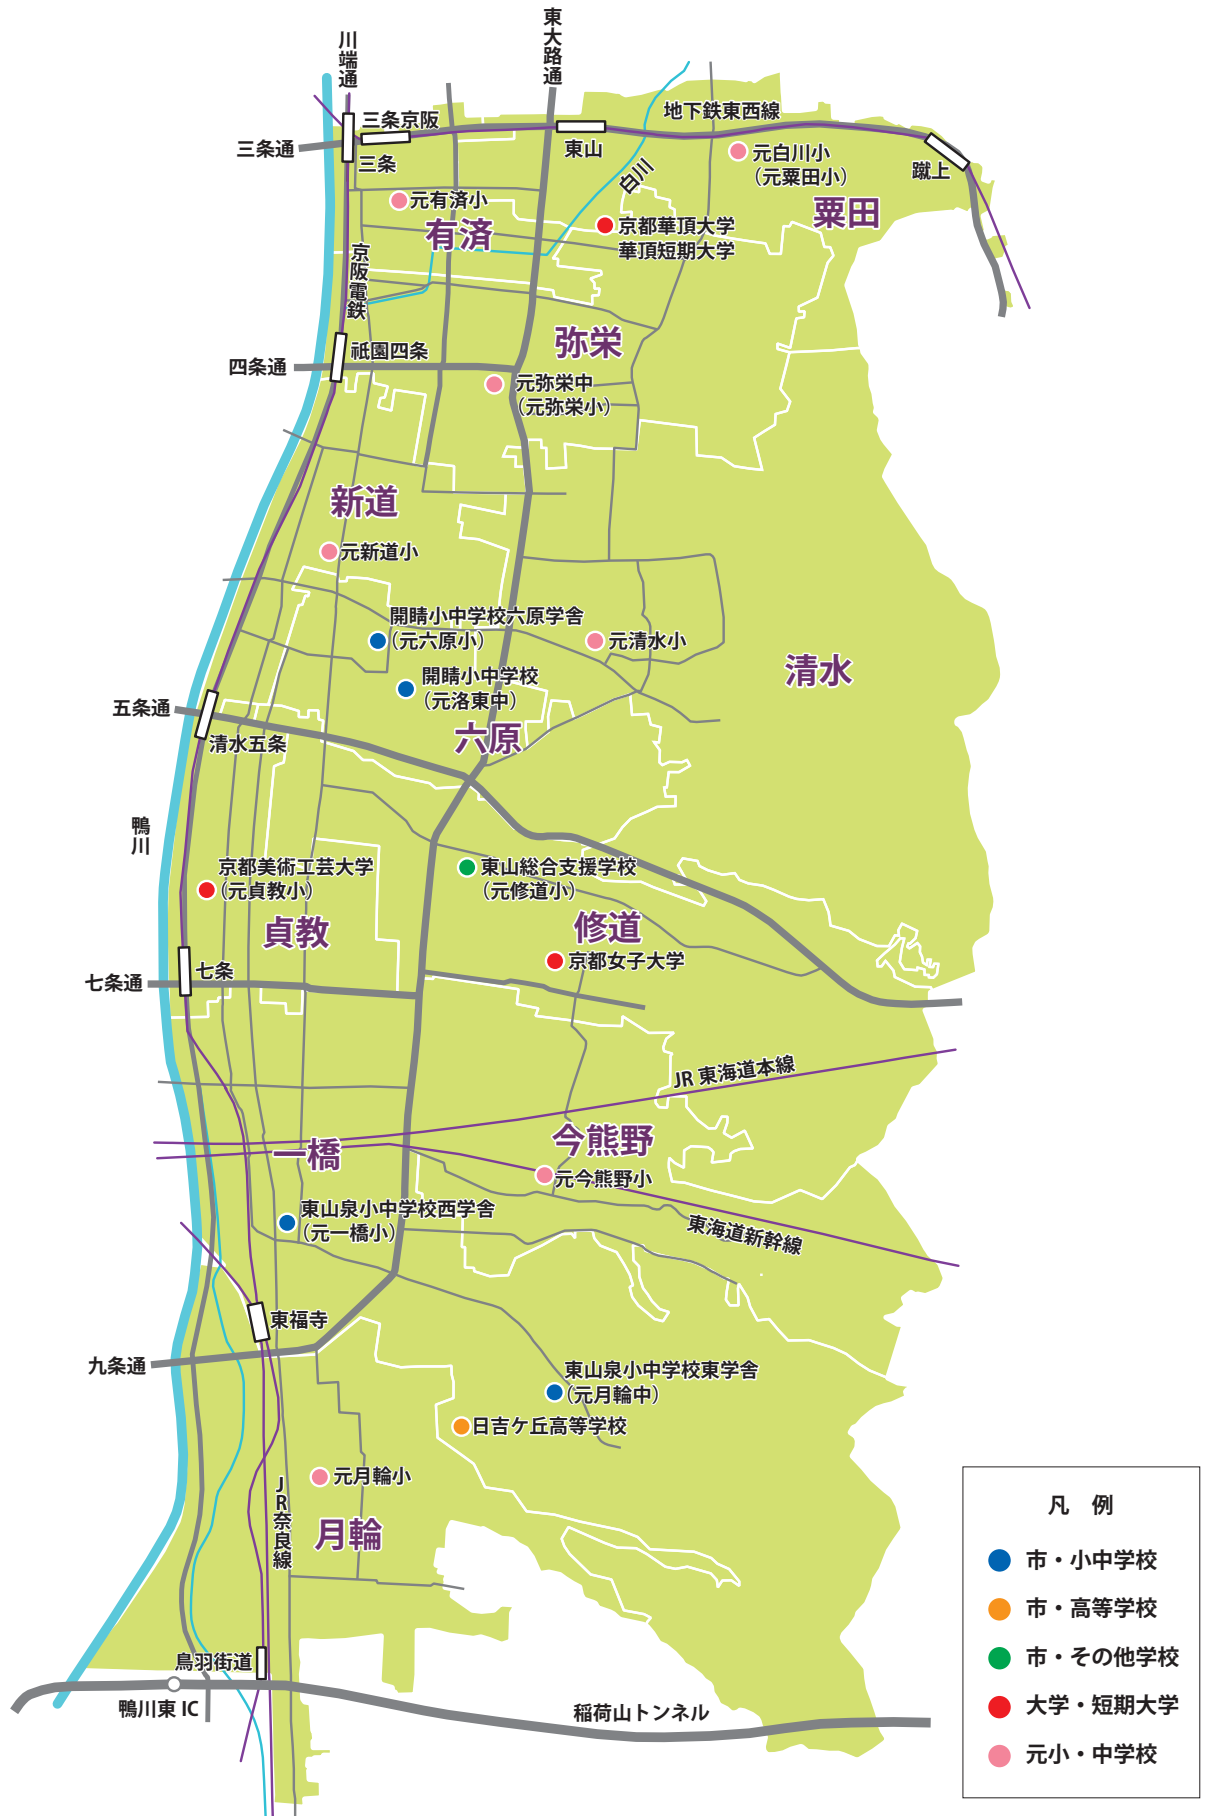 川端通
東大路通
三条京阪
地下鉄東西線
三条通
三条
東山
元白川小
(元粟田小)
蹴上
白川
粟田
元有済小
有済
京都華頂大学
華頂短期大学
京阪電鉄
弥栄
祇園四条
四条通
元弥栄中
(元弥栄小)
新道
元新道小
開睛小中学校六原学舎
(元六原小)
元清水小
清水
開睛小中学校
(元洛東中)
五条通
清水五条
六原
鴨川
京都美術工芸大学
(元貞教小)
東山総合支援学校
(元修道小)
貞教
修道
京都女子大学
七条
七条通
JR 東海道本線
一橋
今熊野
元今熊野小
東山泉小中学校西学舎
(元一橋小)
東海道新幹線
東福寺
九条通
東山泉小中学校東学舎
(元月輪中)
日吉ケ丘高等学校
元月輪小
JR奈良線
月輪
鳥羽街道
鴨川東 IC
稲荷山トンネル
凡 例
市・小中学校
市・高等学校
市・その他学校
大学・短期大学
元小・中学校